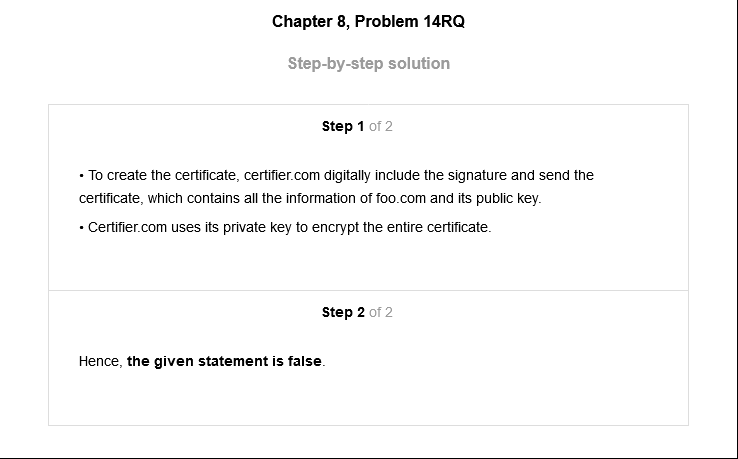 Chapter 8, Problem 14RQ
Step-by-step solution
Step 1 of 2
• To create the certificate, certifier.com digitally include the signature and send the
certificate, which contains all the information of foo.com and its public key.
• Certifier.com uses its private key to encrypt the entire certificate.
Step 2 of 2
Hence, the given statement is false.